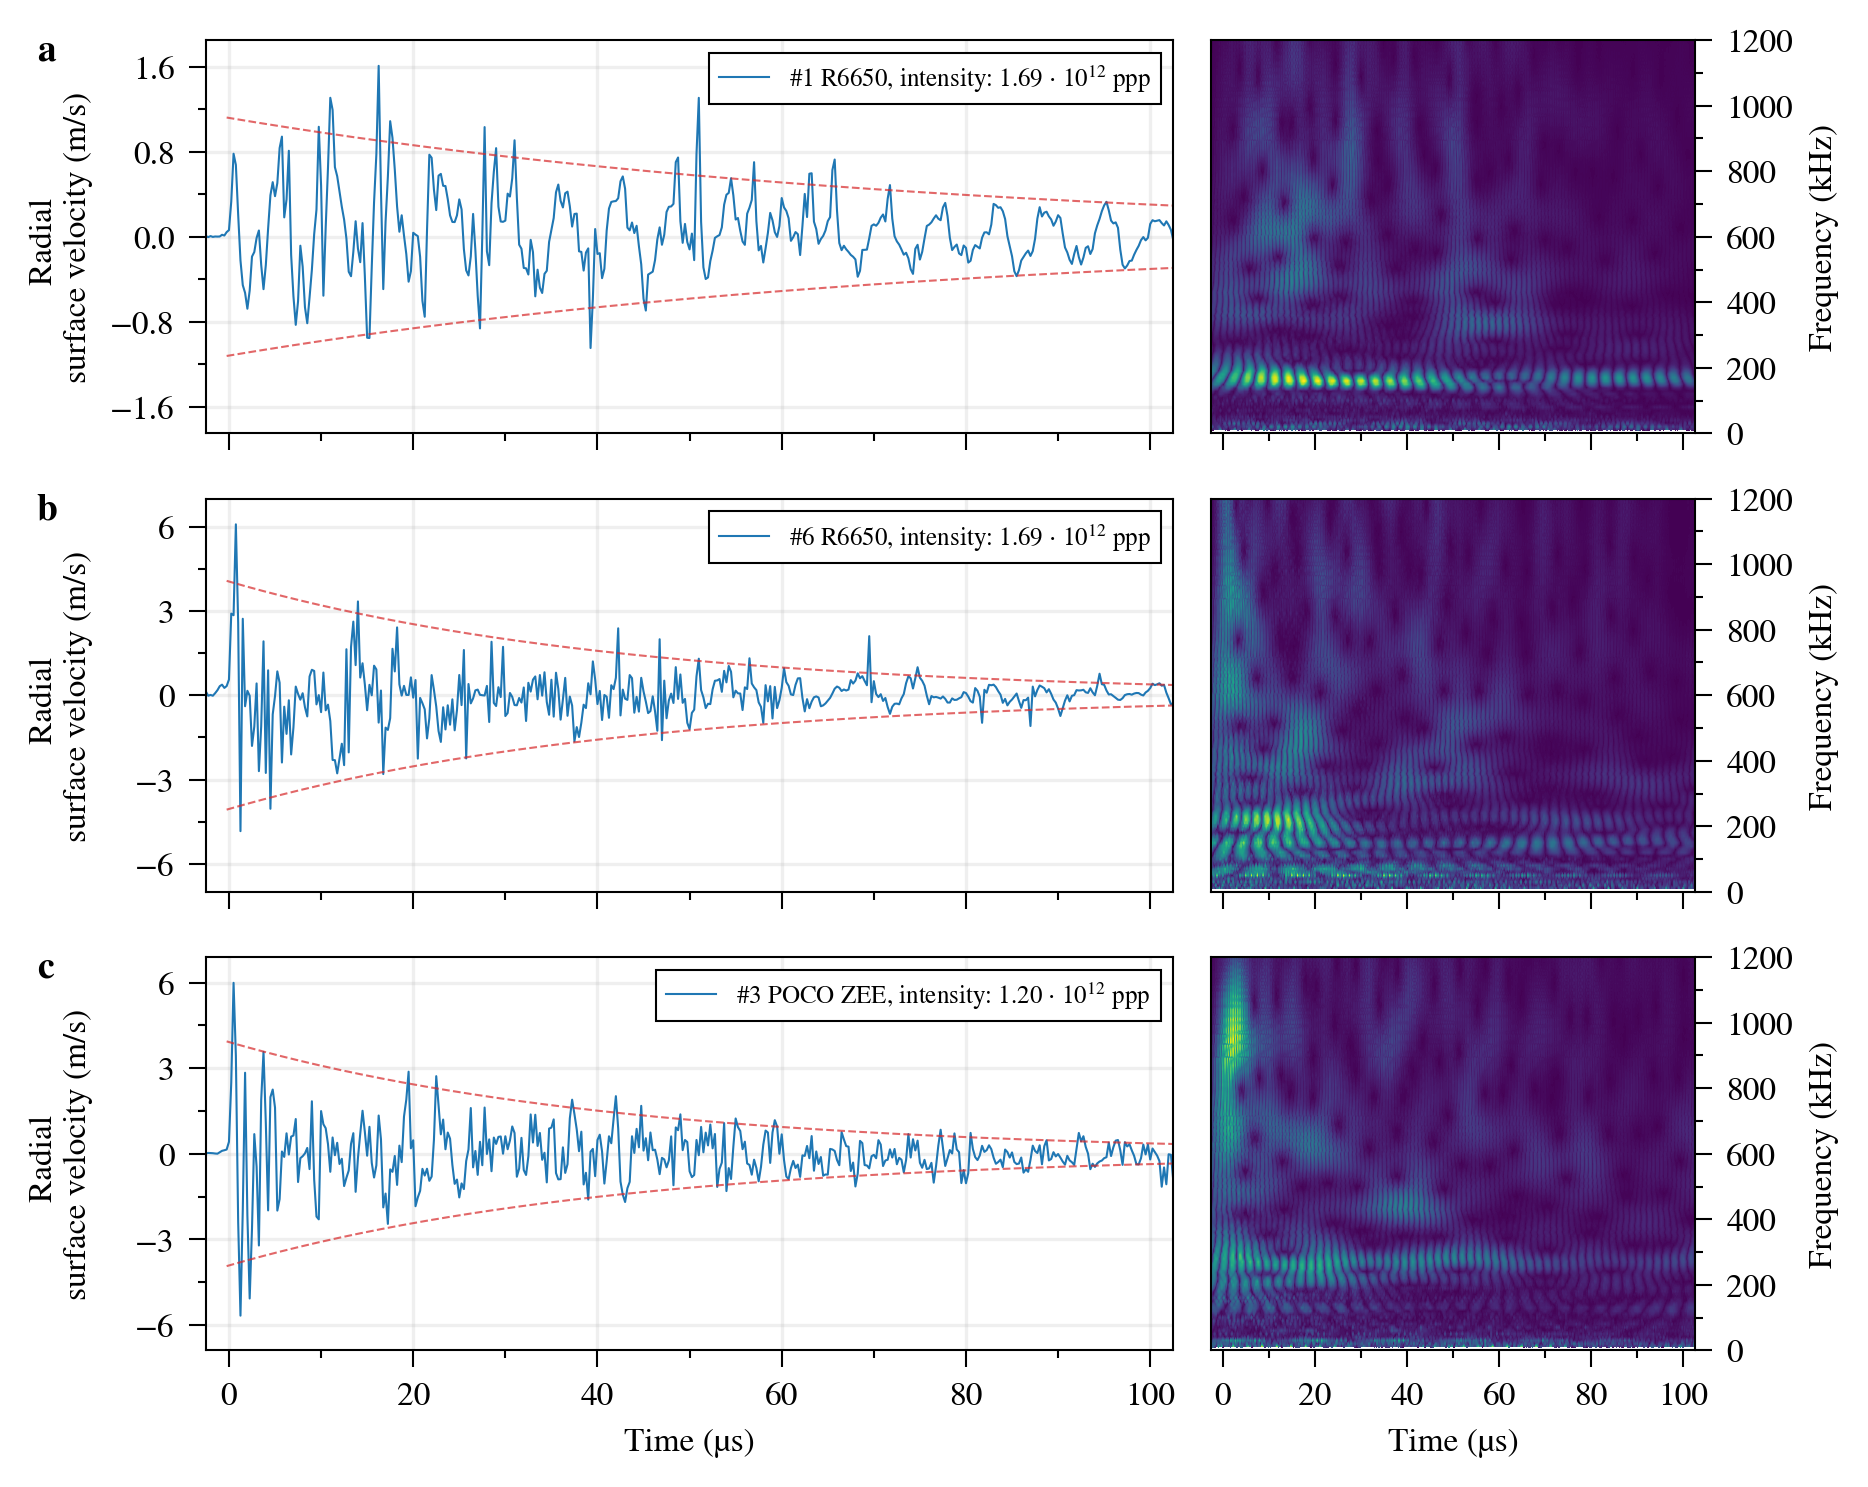 a
Radial
surface velocity (m/s)
1.6
0.8
0.0
−0.8
−1.6
#1 R6650, intensity: 1.69 · 10¹² ppp
1200
1000
800
600
400
200
0
Frequency (kHz)
b
Radial
surface velocity (m/s)
6
3
0
−3
−6
#6 R6650, intensity: 1.69 · 10¹² ppp
1200
1000
800
600
400
200
0
Frequency (kHz)
c
Radial
surface velocity (m/s)
6
3
0
−3
−6
#3 POCO ZEE, intensity: 1.20 · 10¹² ppp
1200
1000
800
600
400
200
0
Frequency (kHz)
0 20 40 60 80 100
Time (μs)
0 20 40 60 80 100
Time (μs)